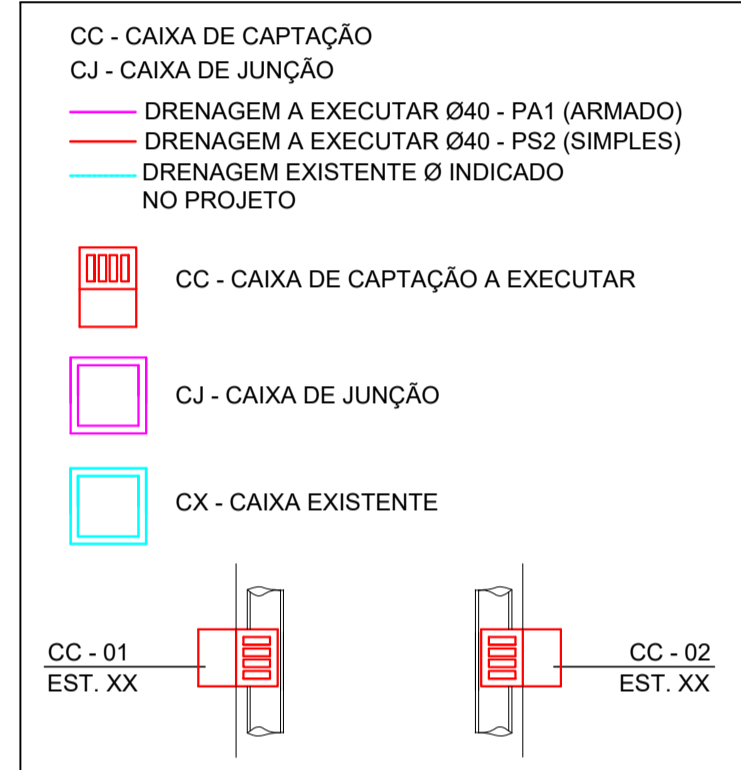 CC - CAIXA DE CAPTAÇÃO
CJ - CAIXA DE JUNÇÃO
DRENAGEM A EXECUTAR Ø40 - PA1 (ARMADO)
DRENAGEM A EXECUTAR Ø40 - PS2 (SIMPLES)
DRENAGEM EXISTENTE Ø INDICADO
NO PROJETO
CC - CAIXA DE CAPTAÇÃO A EXECUTAR
CJ - CAIXA DE JUNÇÃO
CX - CAIXA EXISTENTE
CC - 01
EST. XX
CC - 02
EST. XX